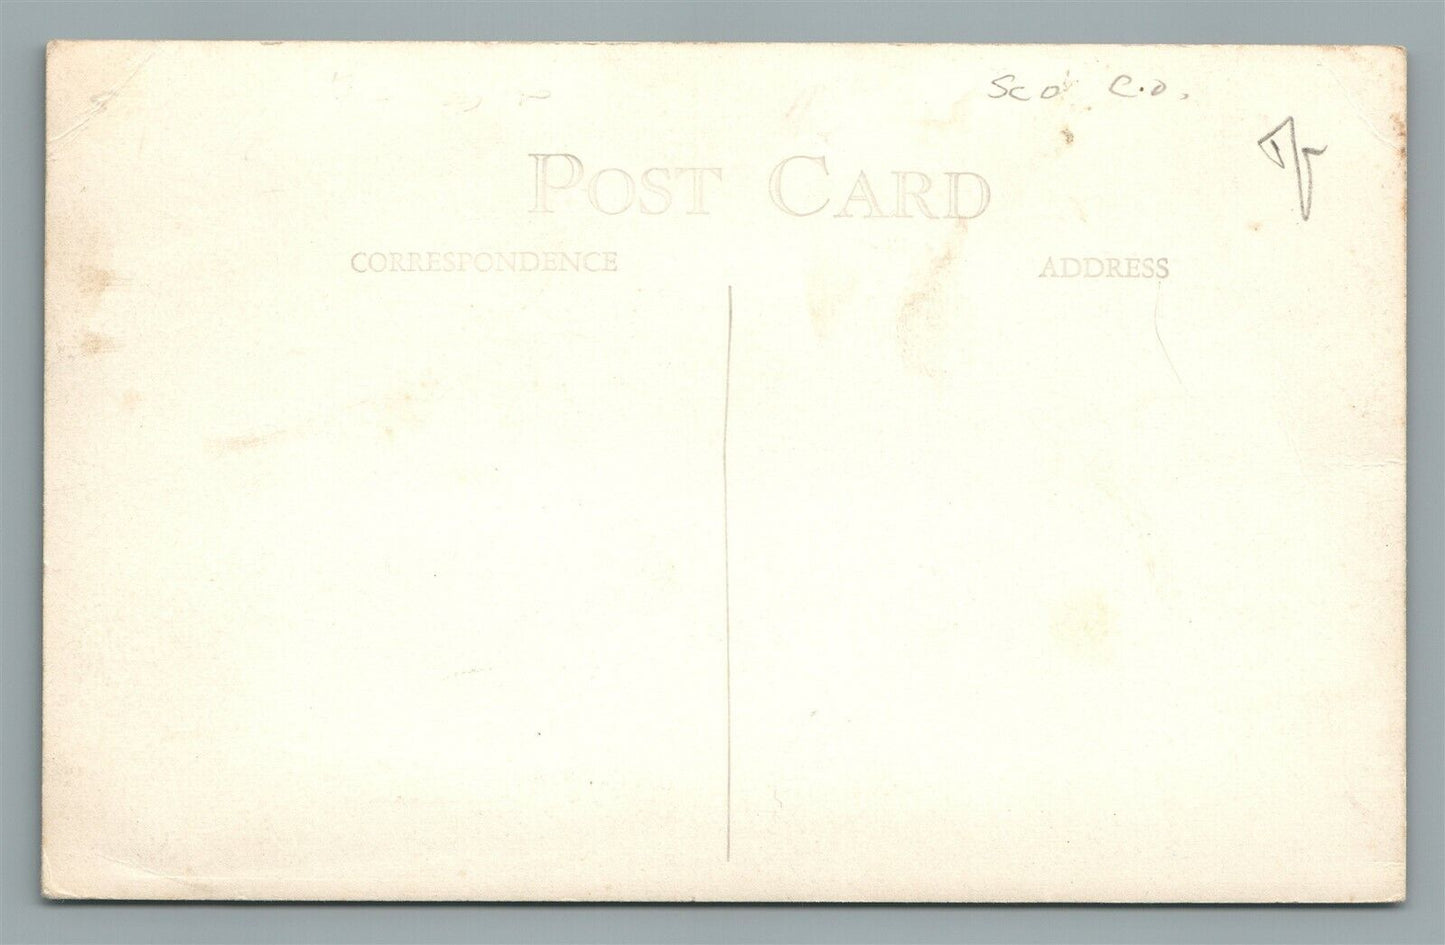 Sco C.O.
POST CARD
CORRESPONDENCE
ADDRESS